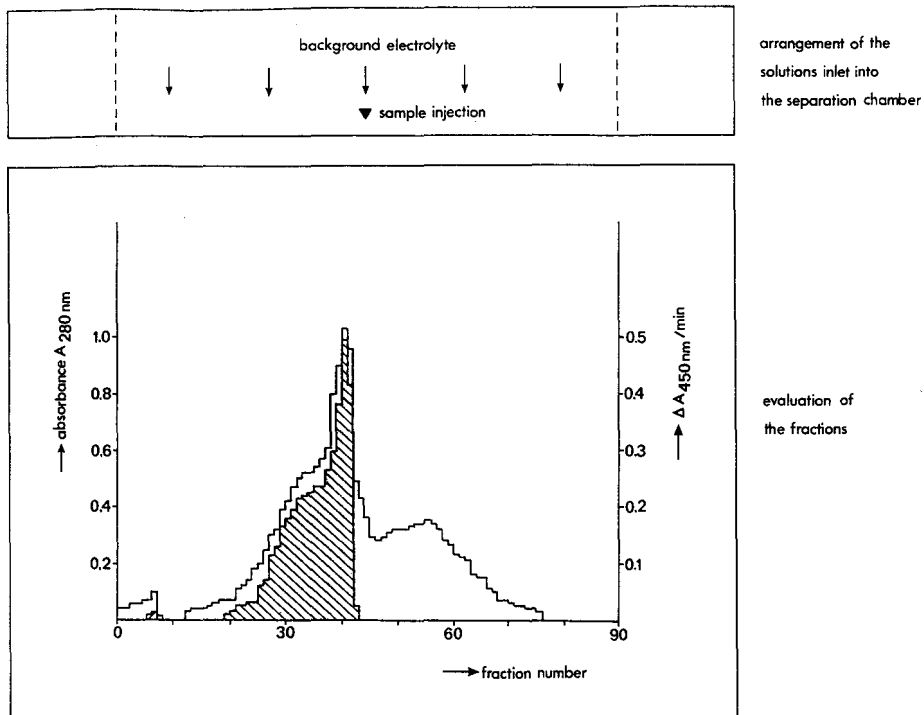 background electrolyte
sample injection
arrangement of the
solutions inlet into
the separation chamber
absorbance A 280 nm
1.0
0.8
0.6
0.4
0.2
0.5
0.4
0.3
0.2
0.1
Δ A 450 nm /min
0
30
60
90
fraction number
evaluation of
the fractions